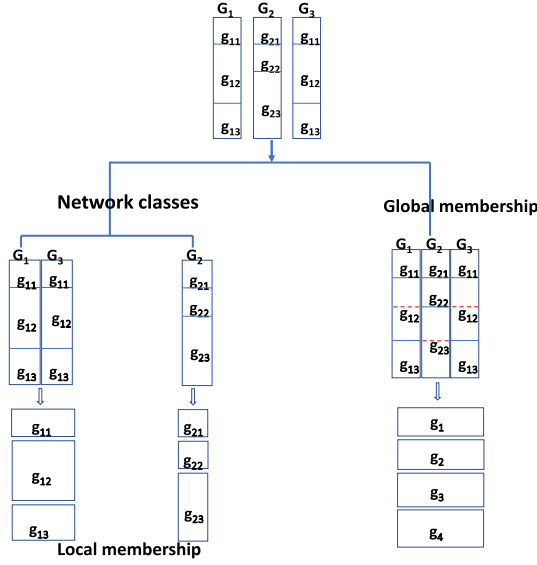 G₁ G₂ G₃
g₁₁ g₂₁ g₁₁
g₂₂
g₁₂ g₁₂
g₂₃
g₁₃ g₁₃
Network classes
Global membership
G₁ G₃
g₁₁ g₁₁
g₁₂ g₁₂
g₁₃ g₁₃
g₁₁
g₁₂
g₁₃
G₂
g₂₁
g₂₂
g₂₃
g₂₁
g₂₂
g₂₃
Local membership
G₁ G₂ G₃
g₁₁ g₂₁ g₁₁
g₂₂
g₁₂ g₁₂
g₂₃
g₁₃ g₁₃
g₁
g₂
g₃
g₄